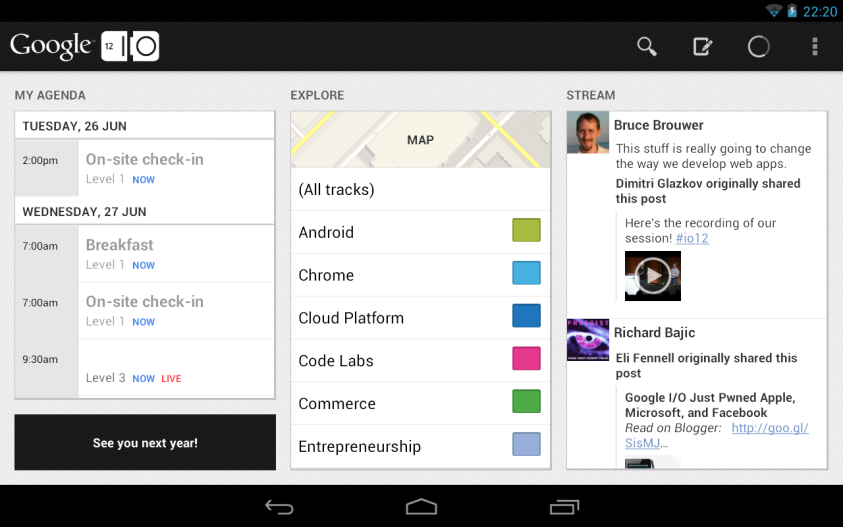 22:20
Google™ 12 IO
MY AGENDA
TUESDAY, 26 JUN
2:00pm
On-site check-in
Level 1 NOW
WEDNESDAY, 27 JUN
7:00am
Breakfast
Level 1 NOW
7:00am
On-site check-in
Level 1 NOW
9:30am
Level 3 NOW LIVE
See you next year!
EXPLORE
MAP
(All tracks)
Android
Chrome
Cloud Platform
Code Labs
Commerce
Entrepreneurship
STREAM
Bruce Brouwer
This stuff is really going to change
the way we develop web apps.
Dimitri Glazkov originally shared
this post
Here's the recording of our
session! #io12
Richard Bajic
Eli Fennell originally shared this
post
Google I/O Just Pwned Apple,
Microsoft, and Facebook
Read on Blogger: http://goo.gl/
SisMJ...